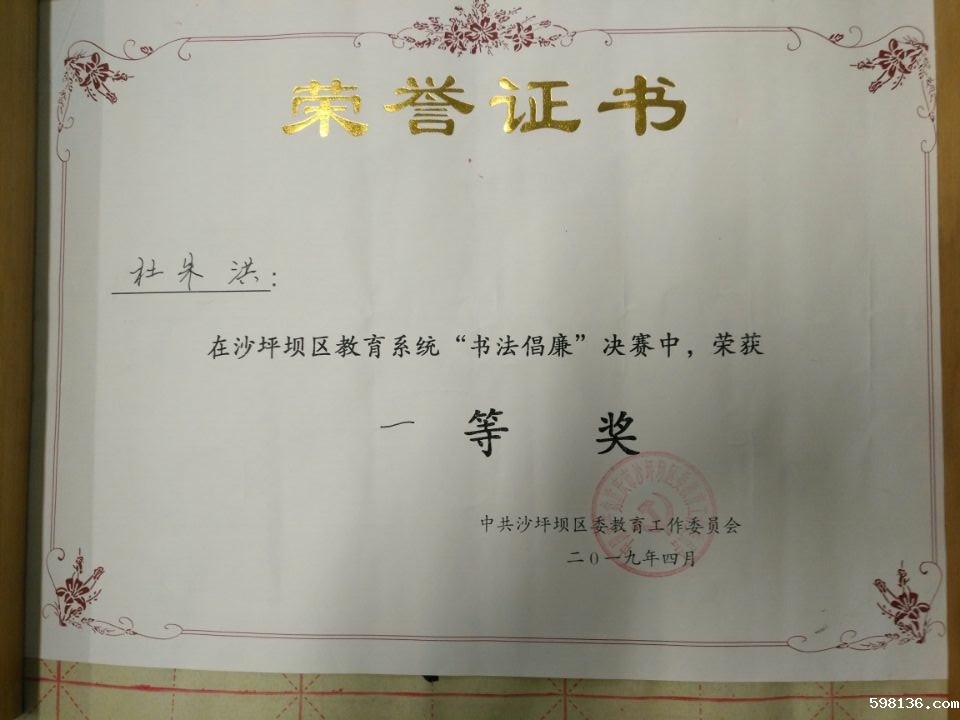 荣誉证书
杜朱洪：
在沙坪坝区教育系统“书法倡廉”决赛中，荣获
一等奖
中共沙坪坝区委教育工作委员会
二0一九年四月
598136.com